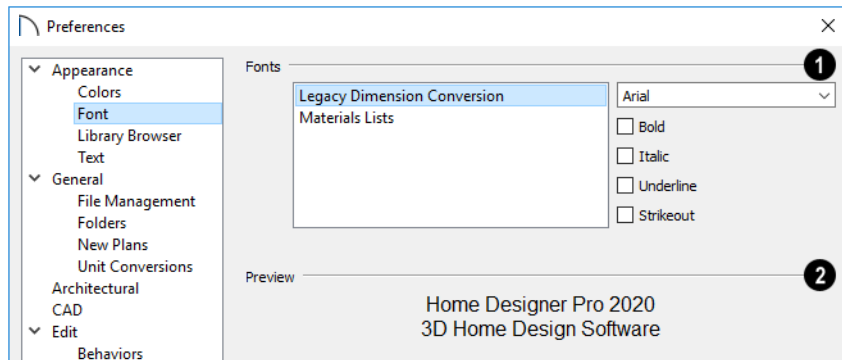 Preferences
Appearance
Colors
Font
Library Browser
Text
General
File Management
Folders
New Plans
Unit Conversions
Architectural
CAD
Edit
Behaviors
Fonts
1
Legacy Dimension Conversion
Materials Lists
Arial
Bold
Italic
Underline
Strikeout
Preview
2
Home Designer Pro 2020
3D Home Design Software